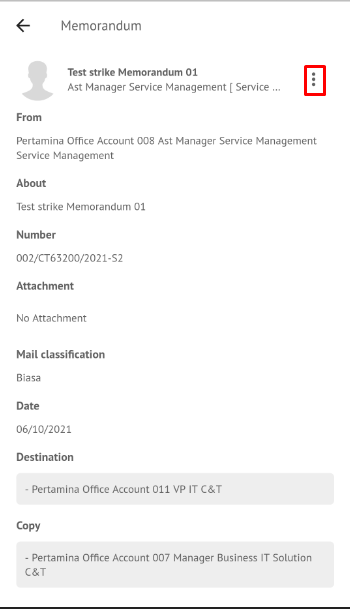 Memorandum
Test strike Memorandum 01
Ast Manager Service Management [ Service ...
From
Pertamina Office Account 008 Ast Manager Service Management
Service Management
About
Test strike Memorandum 01
Number
002/CT63200/2021-S2
Attachment
No Attachment
Mail classification
Biasa
Date
06/10/2021
Destination
- Pertamina Office Account 011 VP IT C&T
Copy
- Pertamina Office Account 007 Manager Business IT Solution
C&T